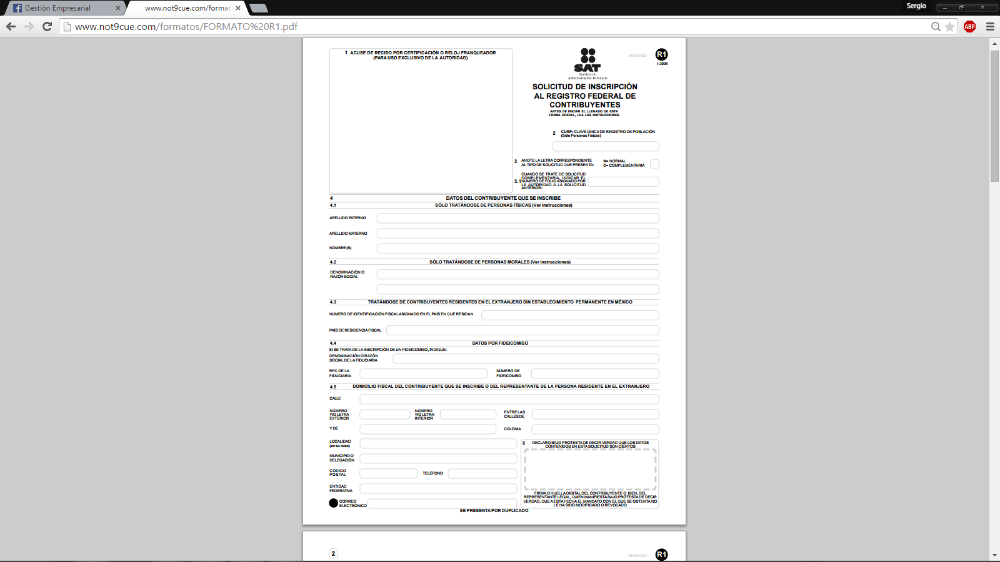 Gestión Empresarial
www.not9cue.com/format
Sergio
www.not9cue.com/formatos/FORMATO%20R1.pdf
ABP
1 ACUSE DE RECIBO POR CERTIFICACIÓN O RELOJ FRANQUEADOR
(PARA USO EXCLUSIVO DE LA AUTORIDAD)
SAT
Servicio de
Administración Tributaria
ANVERSO
R1
I-2005
SOLICITUD DE INSCRIPCIÓN
AL REGISTRO FEDERAL DE
CONTRIBUYENTES
ANTES DE INICIAR EL LLENADO DE ESTA
FORMA OFICIAL, LEA LAS INSTRUCCIONES
2 CURP: CLAVE ÚNICA DE REGISTRO DE POBLACIÓN
(Sólo Personas Físicas)
3 ANOTE LA LETRA CORRESPONDIENTE
AL TIPO DE SOLICITUD QUE PRESENTA:
N= NORMAL
C= COMPLEMENTARIA
3.1 CUANDO SE TRATE DE SOLICITUD
COMPLEMENTARIA, INDICAR EL
NÚMERO DE FOLIO ASIGNADO POR
LA AUTORIDAD A LA SOLICITUD
ANTERIOR:
4 DATOS DEL CONTRIBUYENTE QUE SE INSCRIBE
4.1 SÓLO TRATÁNDOSE DE PERSONAS FÍSICAS (Ver instrucciones)
APELLIDO PATERNO
APELLIDO MATERNO
NOMBRE(S)
4.2 SÓLO TRATÁNDOSE DE PERSONAS MORALES (Ver instrucciones)
DENOMINACIÓN O
RAZÓN SOCIAL
4.3 TRATÁNDOSE DE CONTRIBUYENTES RESIDENTES EN EL EXTRANJERO SIN ESTABLECIMIENTO PERMANENTE EN MÉXICO
NÚMERO DE IDENTIFICACIÓN FISCAL ASIGNADO EN EL PAÍS EN QUE RESIDAN
PAÍS DE RESIDENCIA FISCAL
4.4 DATOS POR FIDEICOMISO
SI SE TRATA DE LA INSCRIPCIÓN DE UN FIDEICOMISO, INDIQUE:
DENOMINACIÓN O RAZÓN
SOCIAL DE LA FIDUCIARIA
RFC DE LA
FIDUCIARIA
NÚMERO DE
FIDEICOMISO
4.5 DOMICILIO FISCAL DEL CONTRIBUYENTE QUE SE INSCRIBE O DEL REPRESENTANTE DE LA PERSONA RESIDENTE EN EL EXTRANJERO
CALLE
NÚMERO
Y/O LETRA
EXTERIOR
NÚMERO
Y/O LETRA
INTERIOR
ENTRE LAS
CALLES DE
Y DE
COLONIA
LOCALIDAD
(en su caso)
MUNICIPIO O
DELEGACIÓN
CÓDIGO
POSTAL
TELÉFONO
ENTIDAD
FEDERATIVA
CORREO
ELECTRÓNICO
5 DECLARO BAJO PROTESTA DE DECIR VERDAD QUE LOS DATOS
CONTENIDOS EN ESTA SOLICITUD SON CIERTOS
FIRMA O HUELLA DIGITAL DEL CONTRIBUYENTE O BIEN, DEL
REPRESENTANTE LEGAL, QUIEN MANIFIESTA BAJO PROTESTA DE DECIR
VERDAD, QUE A ESTA FECHA EL MANDATO CON EL QUE SE OSTENTA NO
LE HA SIDO MODIFICADO O REVOCADO
SE PRESENTA POR DUPLICADO
2
REVERSO
R1